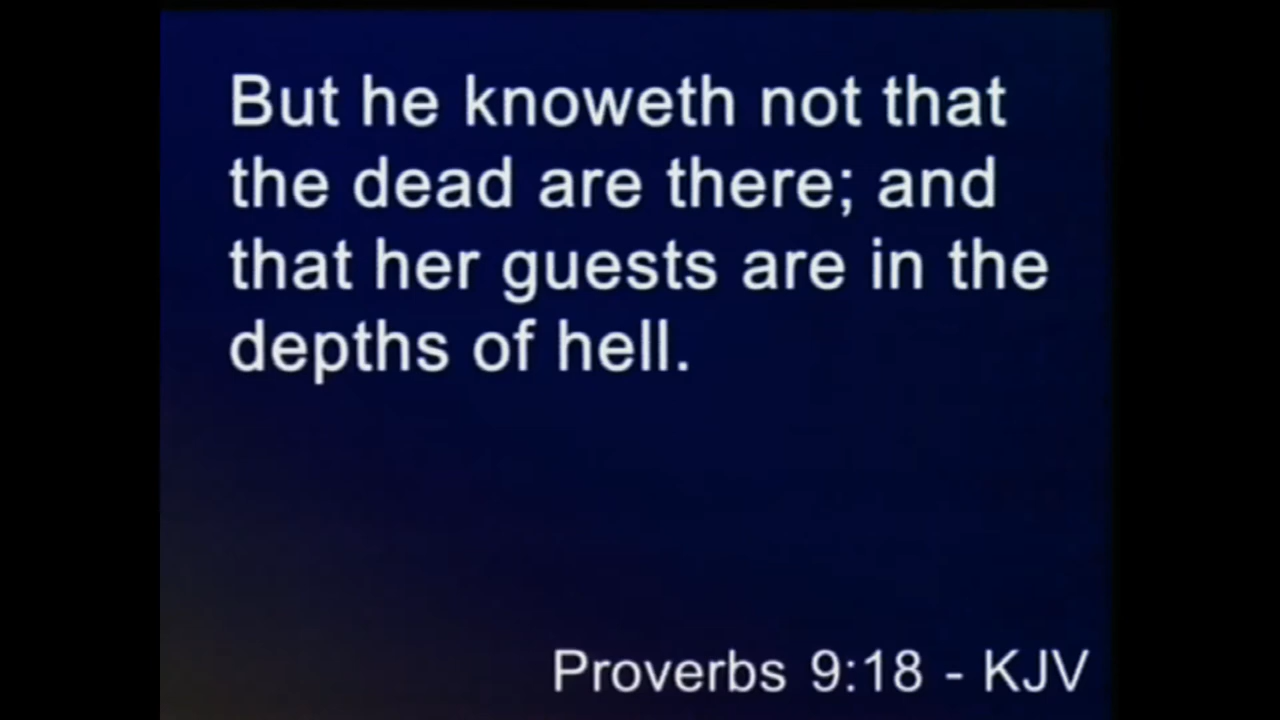 But he knoweth not that
the dead are there; and
that her guests are in the
depths of hell.
Proverbs 9:18 - KJV